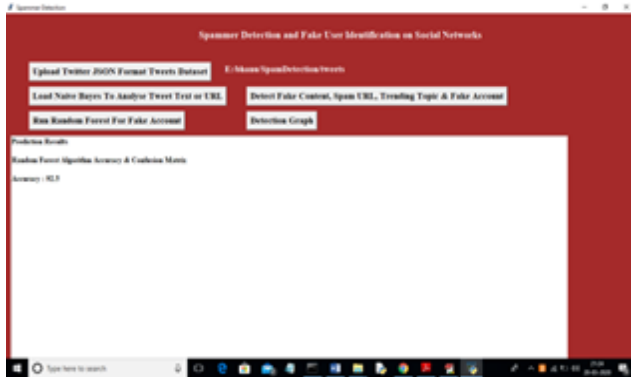 Spammer Detection
Spammer Detection and Fake User Identification on Social Networks
Upload Twitter JSON Format Tweets Dataset
Load Naive Bayes To Analyse Tweet Text or URL
Detect Fake Content, Spam URL, Trending Topic & Fake Account
Run Random Forest For Fake Account
Detection Graph
Prediction Results
Random Forest Algorithm Accuracy & Confusion Matrix
Accuracy : 92.5
Type here to search